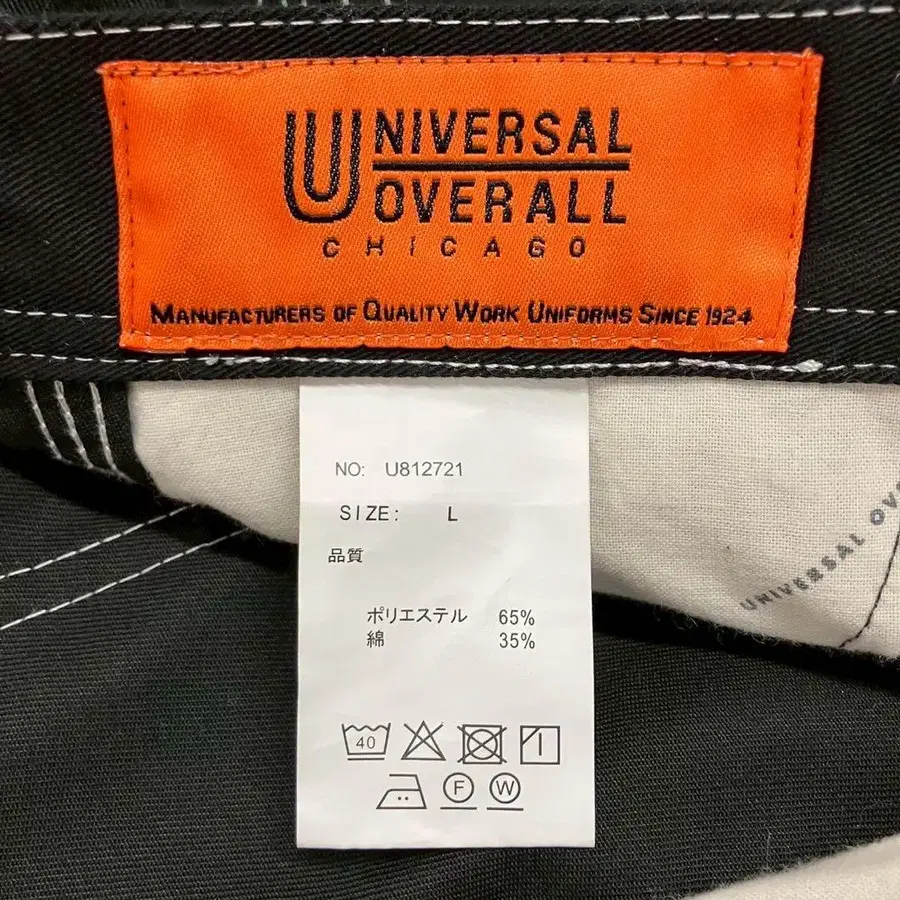 UNIVERSAL
OVERALL
CHICAGO
MANUFACTURERS OF QUALITY WORK UNIFORMS SINCE 1924
NO: U812721
SIZE: L
品質
ポリエステル 65%
綿 35%
UNIVERSAL OV
40
F W